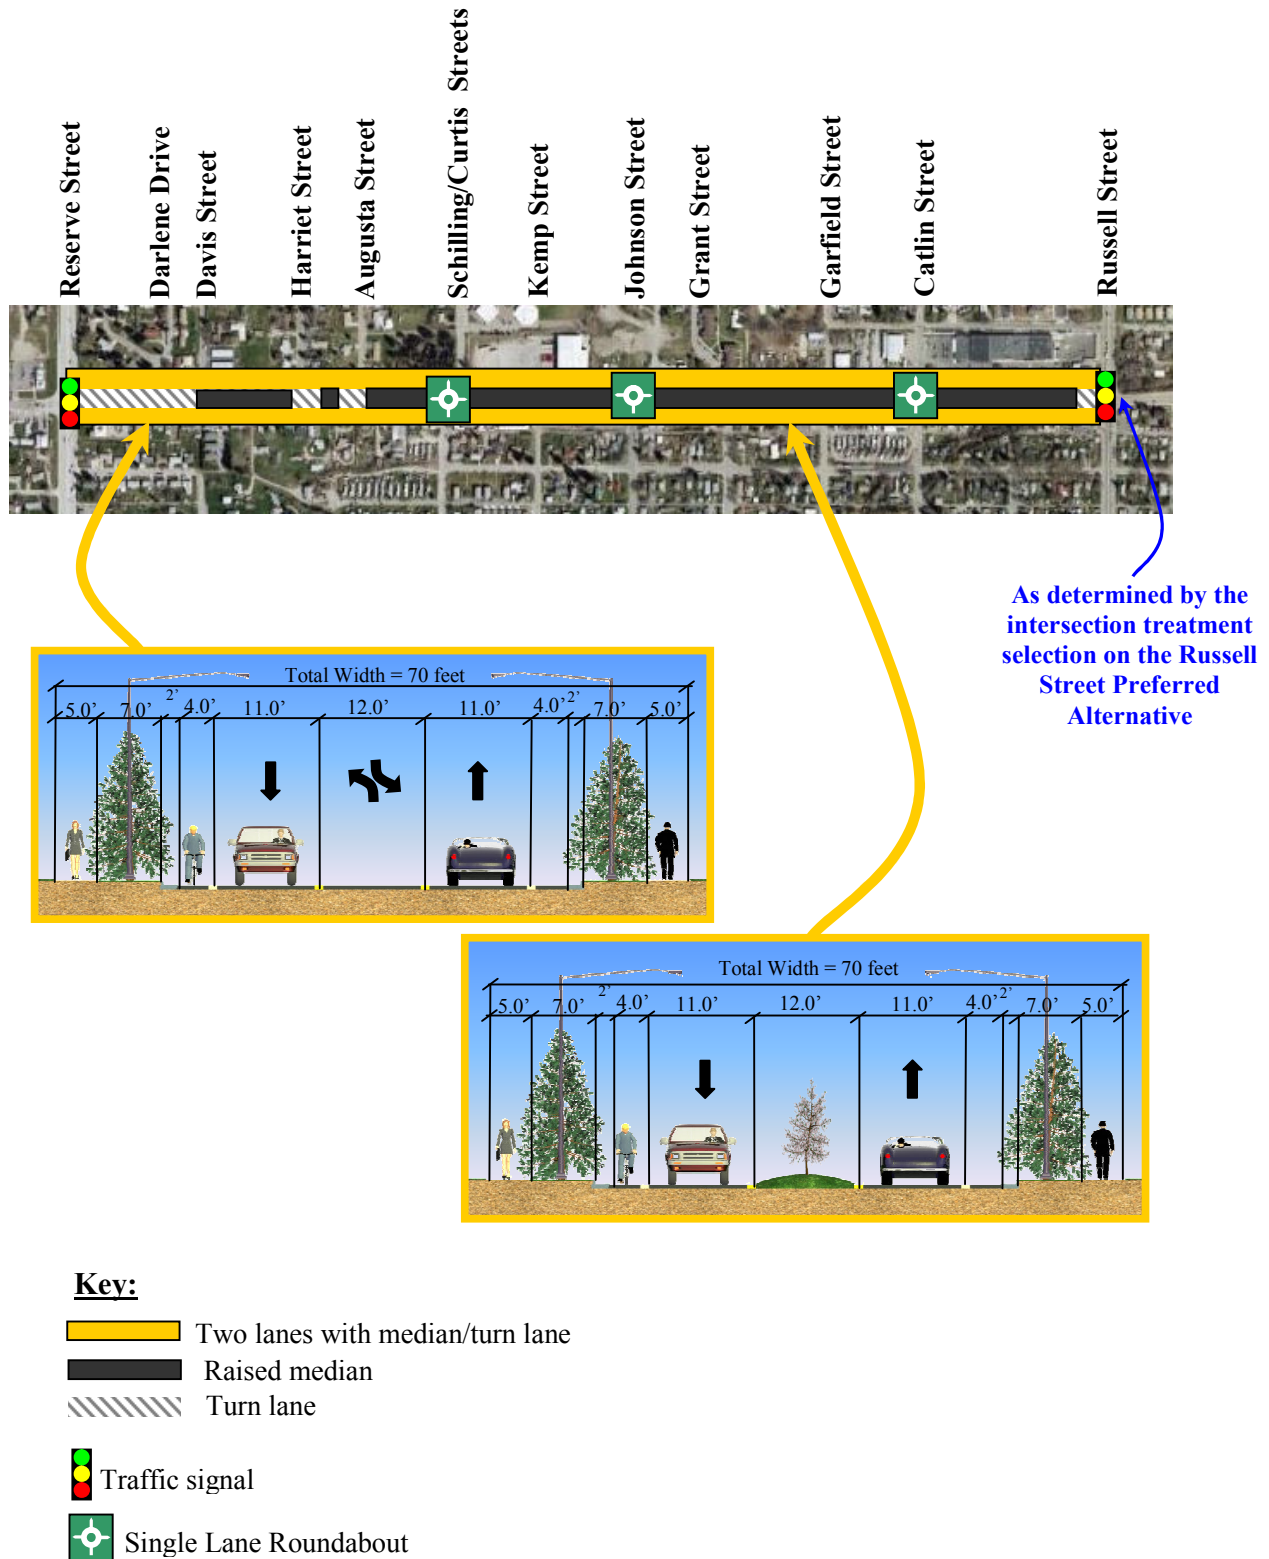 Reserve Street
Darlene Drive
Davis Street
Harriet Street
Augusta Street
Schilling/Curtis Streets
Kemp Street
Johnson Street
Grant Street
Garfield Street
Catlin Street
Russell Street
As determined by the
intersection treatment
selection on the Russell
Street Preferred
Alternative
Total Width = 70 feet
5.0’ 7.0’ 2’ 4.0’ 11.0’ 12.0’ 11.0’ 4.0’ 2’ 7.0’ 5.0’
Total Width = 70 feet
5.0’ 7.0’ 2’ 4.0’ 11.0’ 12.0’ 11.0’ 4.0’ 2’ 7.0’ 5.0’
Key:
Two lanes with median/turn lane
Raised median
Turn lane
Traffic signal
Single Lane Roundabout